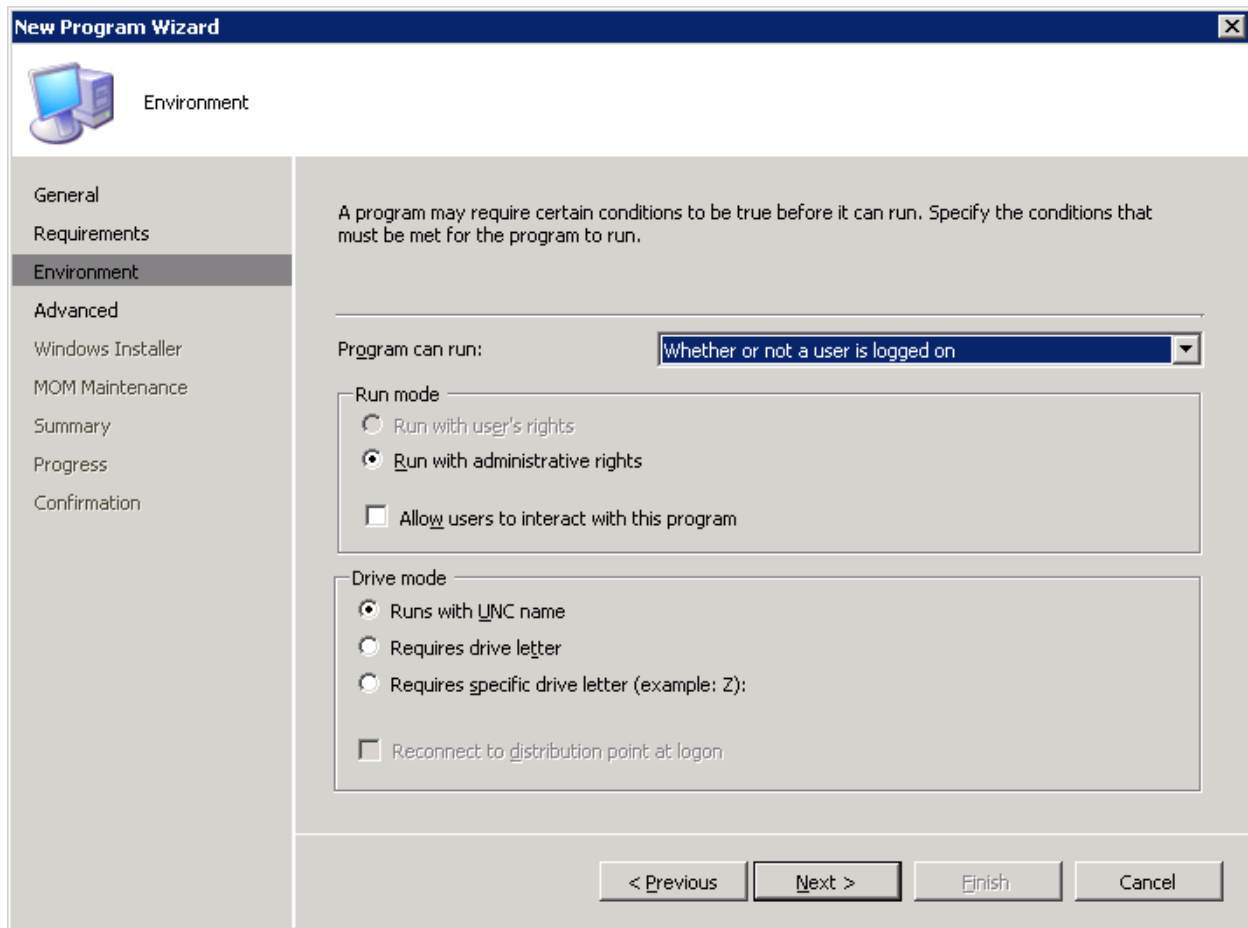 New Program Wizard
Environment
General
Requirements
Environment
Advanced
Windows Installer
MOM Maintenance
Summary
Progress
Confirmation
A program may require certain conditions to be true before it can run. Specify the conditions that
must be met for the program to run.
Program can run:
Whether or not a user is logged on
Run mode
Run with user's rights
Run with administrative rights
Allow users to interact with this program
Drive mode
Runs with UNC name
Requires drive letter
Requires specific drive letter (example: Z):
Reconnect to distribution point at logon
< Previous
Next >
Finish
Cancel